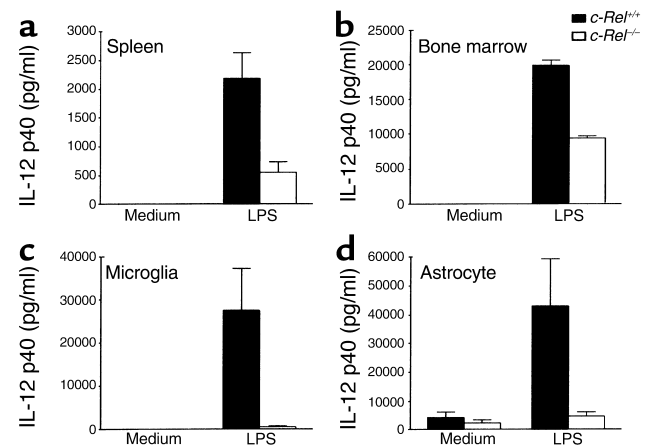 a
Spleen
IL-12 p40 (pg/ml)
3000
2500
2000
1500
1000
500
0
Medium
LPS
b
Bone marrow
c-Rel+/+
c-Rel−/−
IL-12 p40 (pg/ml)
25000
20000
15000
10000
5000
0
Medium
LPS
c
Microglia
IL-12 p40 (pg/ml)
40000
30000
20000
10000
0
Medium
LPS
d
Astrocyte
IL-12 p40 (pg/ml)
60000
50000
40000
30000
20000
10000
0
Medium
LPS